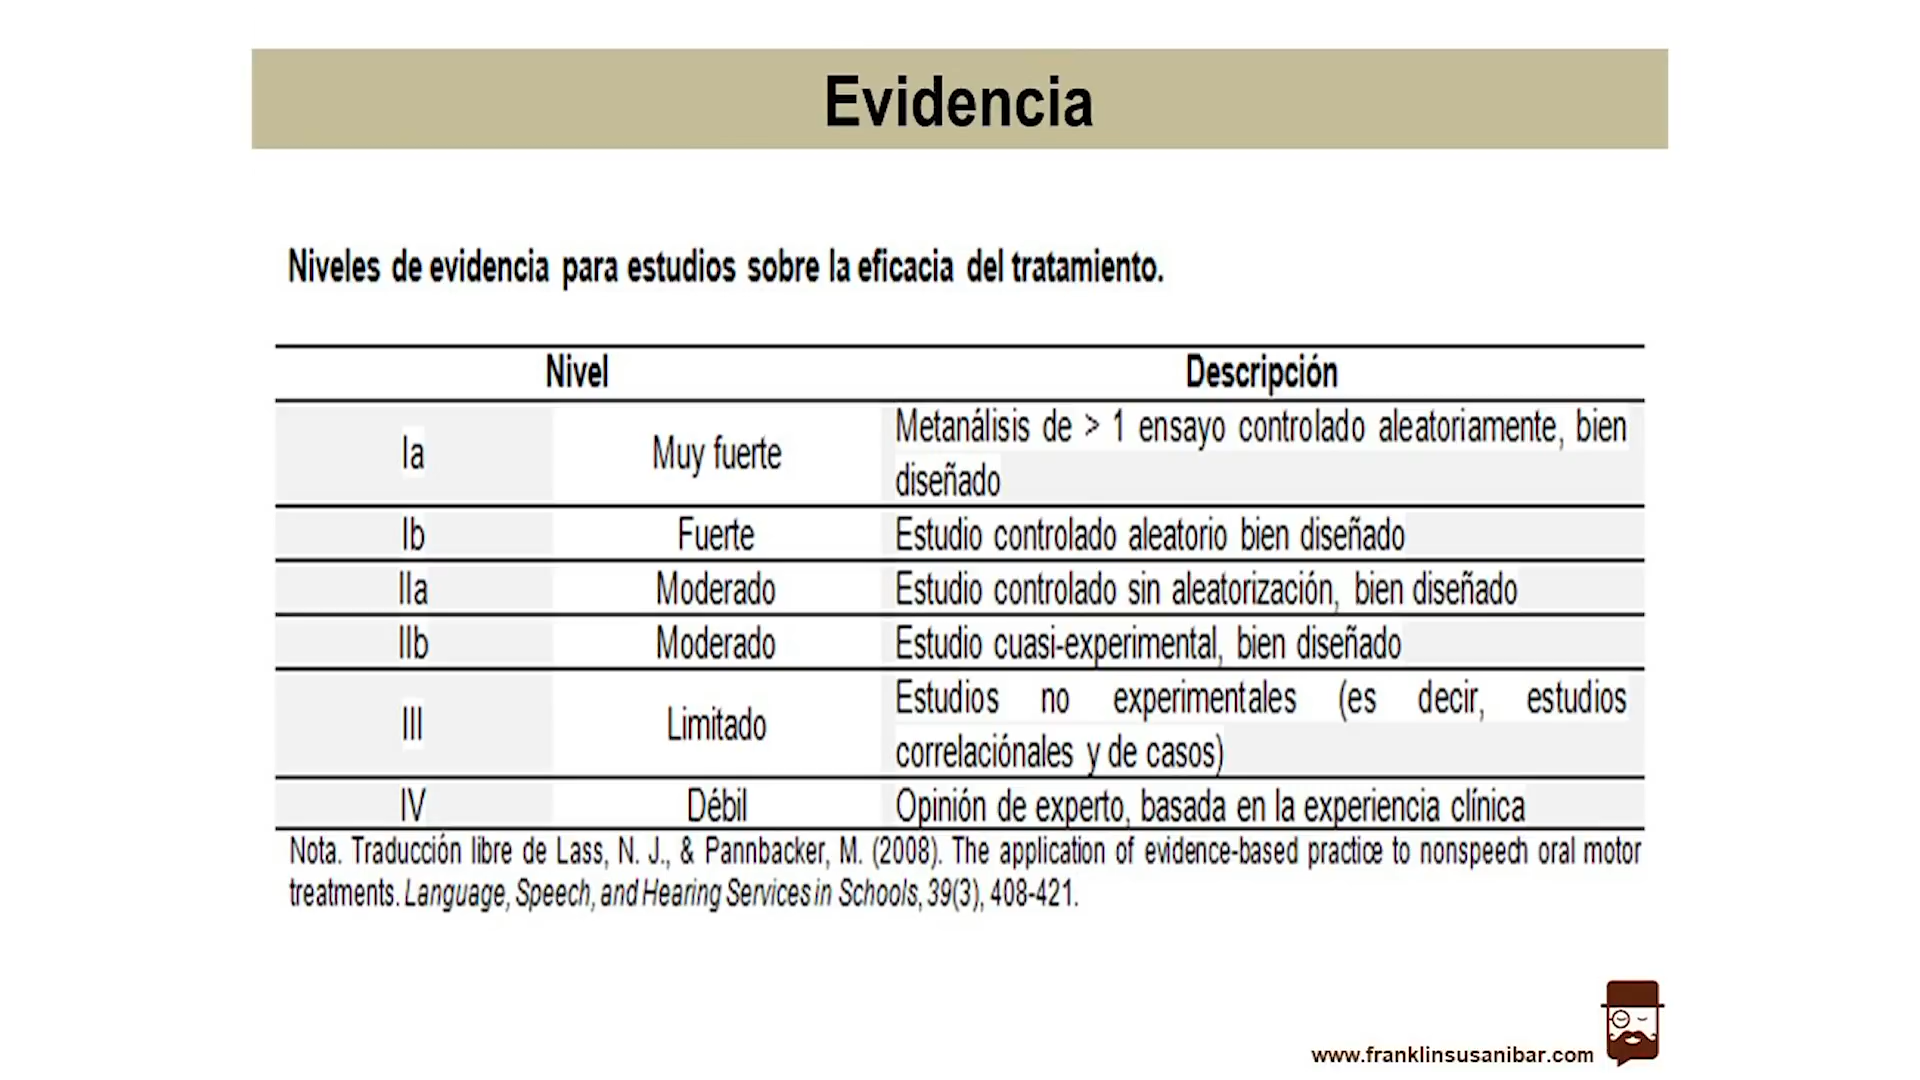 Evidencia
Niveles de evidencia para estudios sobre la eficacia del tratamiento.
Nivel Descripción
Ia Muy fuerte Metanálisis de > 1 ensayo controlado aleatoriamente, bien
diseñado
Ib Fuerte Estudio controlado aleatorio bien diseñado
IIa Moderado Estudio controlado sin aleatorización, bien diseñado
IIb Moderado Estudio cuasi-experimental, bien diseñado
III Limitado Estudios no experimentales (es decir, estudios
correlaciónales y de casos)
IV Débil Opinión de experto, basada en la experiencia clínica
Nota. Traducción libre de Lass, N. J., & Pannbacker, M. (2008). The application of evidence-based practice to nonspeech oral motor
treatments. Language, Speech, and Hearing Services in Schools, 39(3), 408-421.
www.franklinsusanibar.com